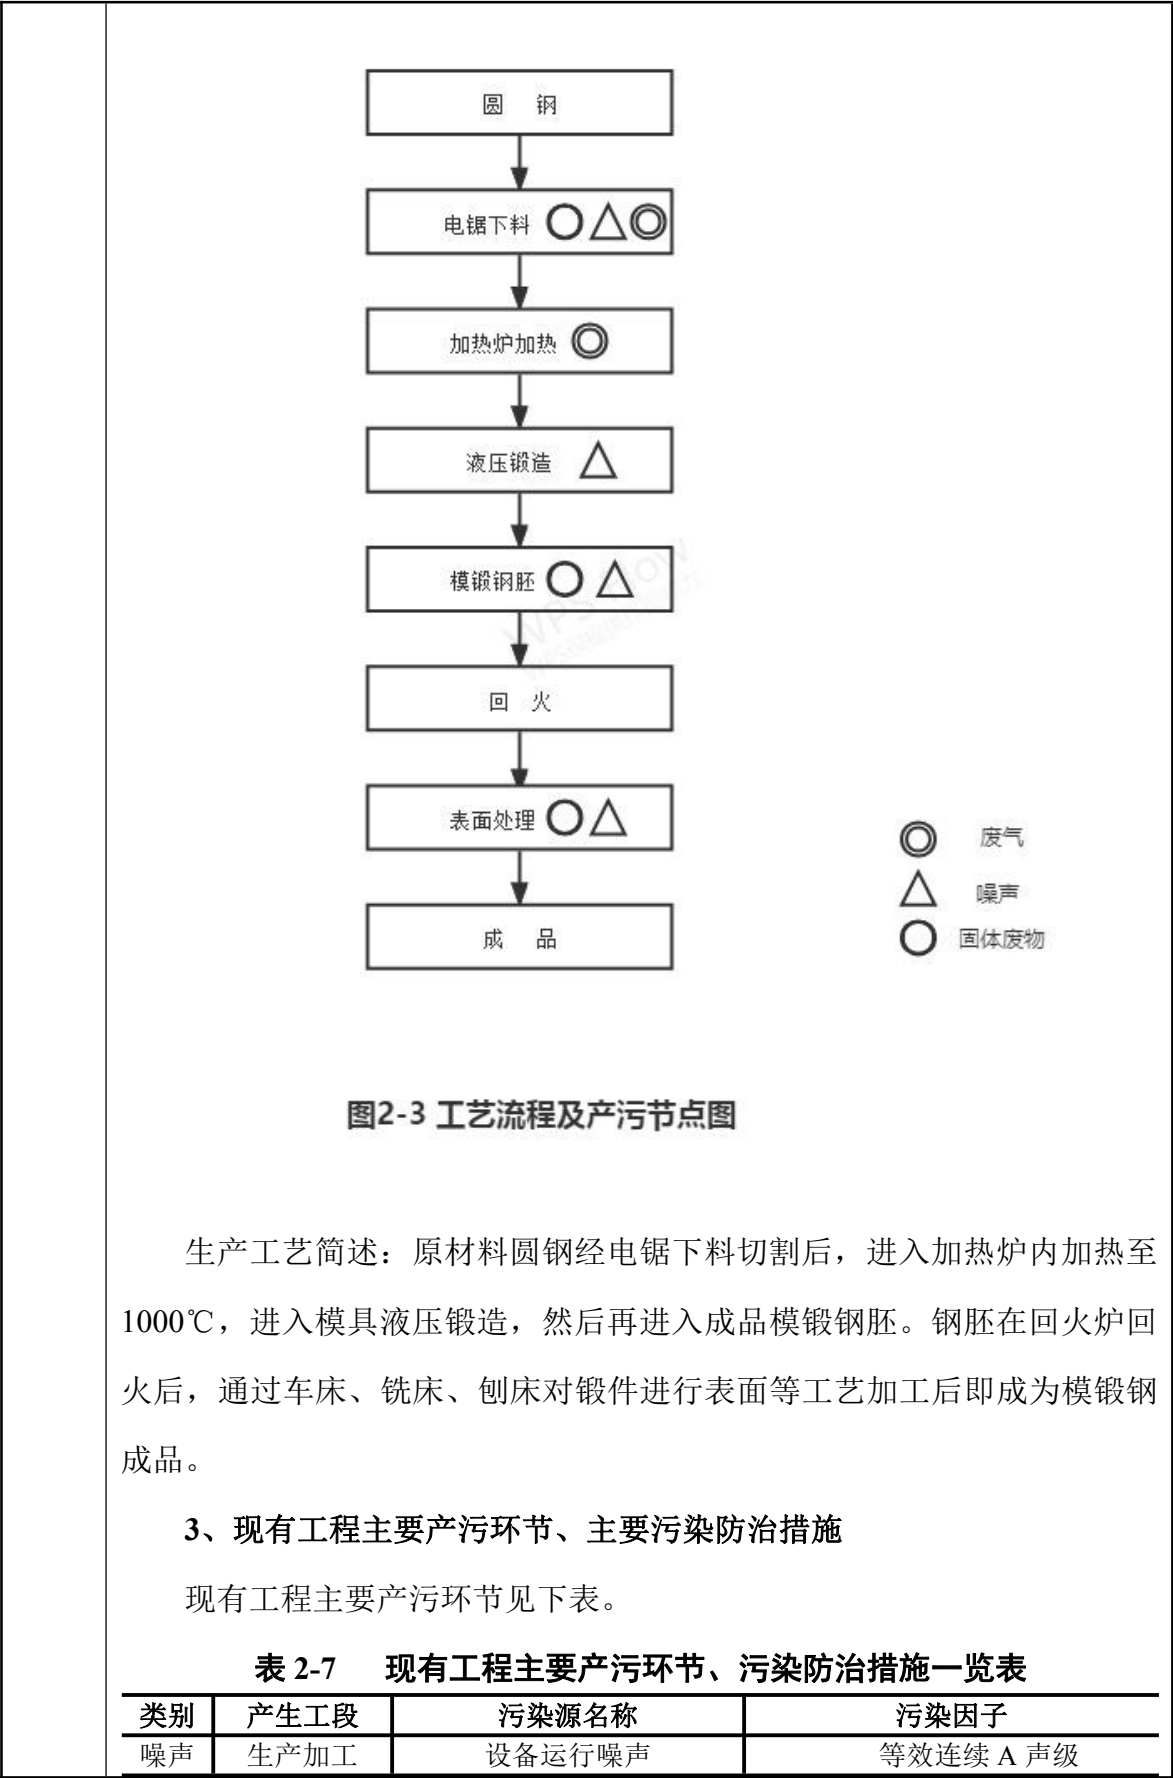 圆 钢
电锯下料
加热炉加热
液压锻造
模锻钢胚
回 火
表面处理
成 品
废气
噪声
固体废物
图2-3 工艺流程及产污节点图
生产工艺简述：原材料圆钢经电锯下料切割后，进入加热炉内加热至
1000℃，进入模具液压锻造，然后再进入成品模锻钢胚。钢胚在回火炉回
火后，通过车床、铣床、刨床对锻件进行表面等工艺加工后即成为模锻钢
成品。
3、现有工程主要产污环节、主要污染防治措施
现有工程主要产污环节见下表。
表 2-7 现有工程主要产污环节、污染防治措施一览表
类别 产生工段 污染源名称 污染因子
噪声 生产加工 设备运行噪声 等效连续 A 声级